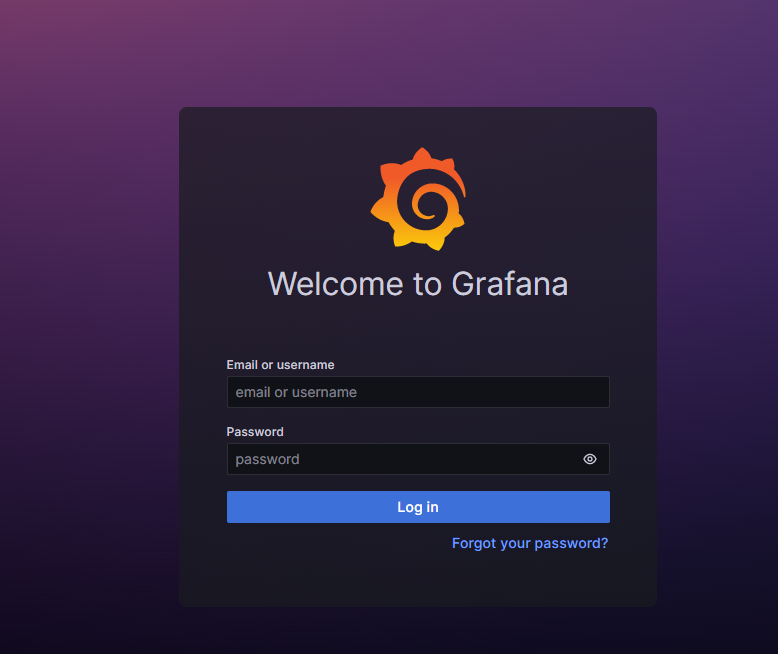 Welcome to Grafana
Email or username
email or username
Password
password
Log in
Forgot your password?